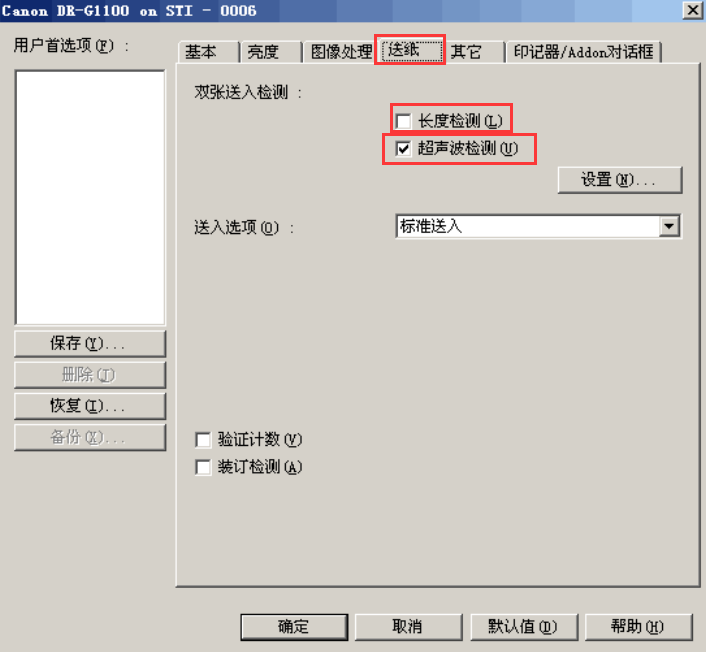 Canon DR-G1100 on STI - 0006
用户首选项(F) :
基本 亮度 图像处理 送纸 其它 印记器/Addon对话框
双张送入检测 :
长度检测(L)
超声波检测(U)
设置(N)...
送入选项(O) :
标准送入
保存(Y)...
删除(T)
恢复(I)...
备份(X)...
验证计数(V)
装订检测(A)
确定 取消 默认值(D) 帮助(H)